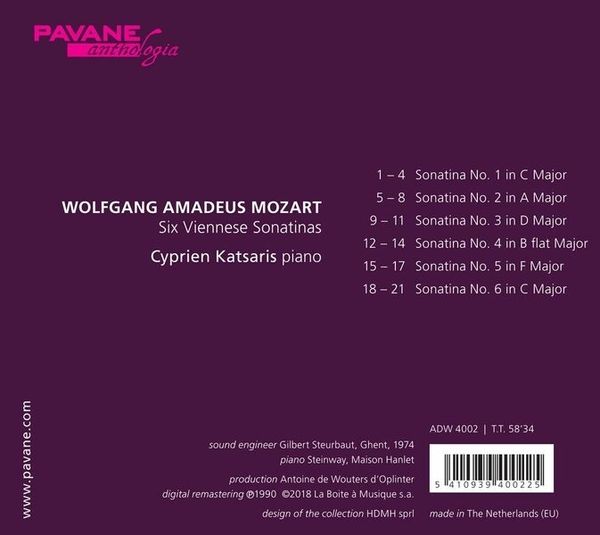 PAVANE
anthologia
WOLFGANG AMADEUS MOZART
Six Viennese Sonatinas
Cyprien Katsaris piano
1 – 4 Sonatina No. 1 in C Major
5 – 8 Sonatina No. 2 in A Major
9 – 11 Sonatina No. 3 in D Major
12 – 14 Sonatina No. 4 in B flat Major
15 – 17 Sonatina No. 5 in F Major
18 – 21 Sonatina No. 6 in C Major
www.pavane.com
sound engineer Gilbert Steurbaut, Ghent, 1974
piano Steinway, Maison Hanlet
production Antoine de Wouters d'Oplinter
digital remastering ℗1990 ©2018 La Boite à Musique s.a.
design of the collection HDMH sprl
ADW 4002 | T.T. 58'34
5 410939 400225
made in The Netherlands (EU)